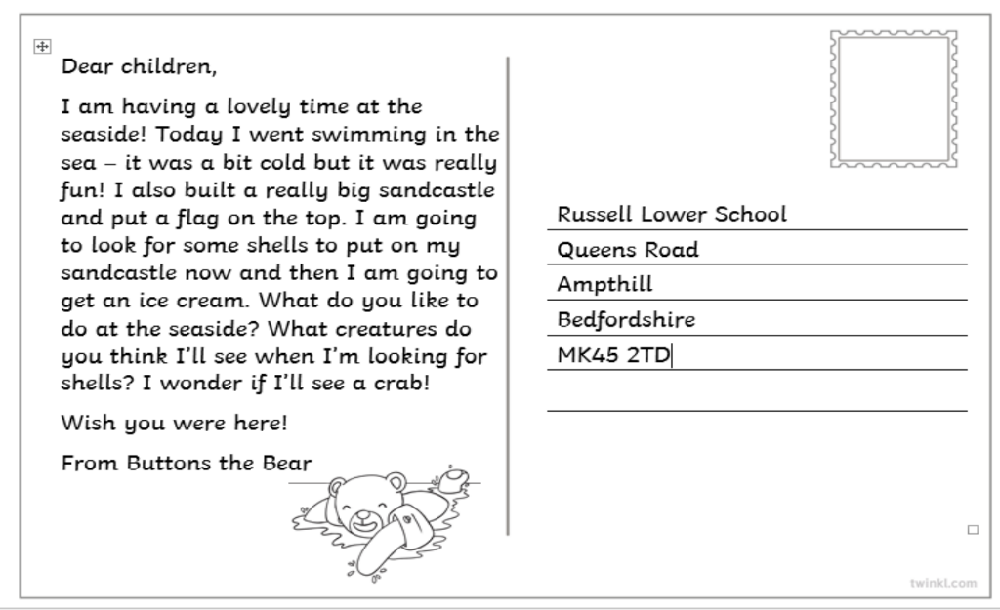 Dear children,
I am having a lovely time at the
seaside! Today I went swimming in the
sea – it was a bit cold but it was really
fun! I also built a really big sandcastle
and put a flag on the top. I am going
to look for some shells to put on my
sandcastle now and then I am going to
get an ice cream. What do you like to
do at the seaside? What creatures do
you think I'll see when I'm looking for
shells? I wonder if I'll see a crab!
Wish you were here!
From Buttons the Bear
Russell Lower School
Queens Road
Ampthill
Bedfordshire
MK45 2TD
twinkl.com